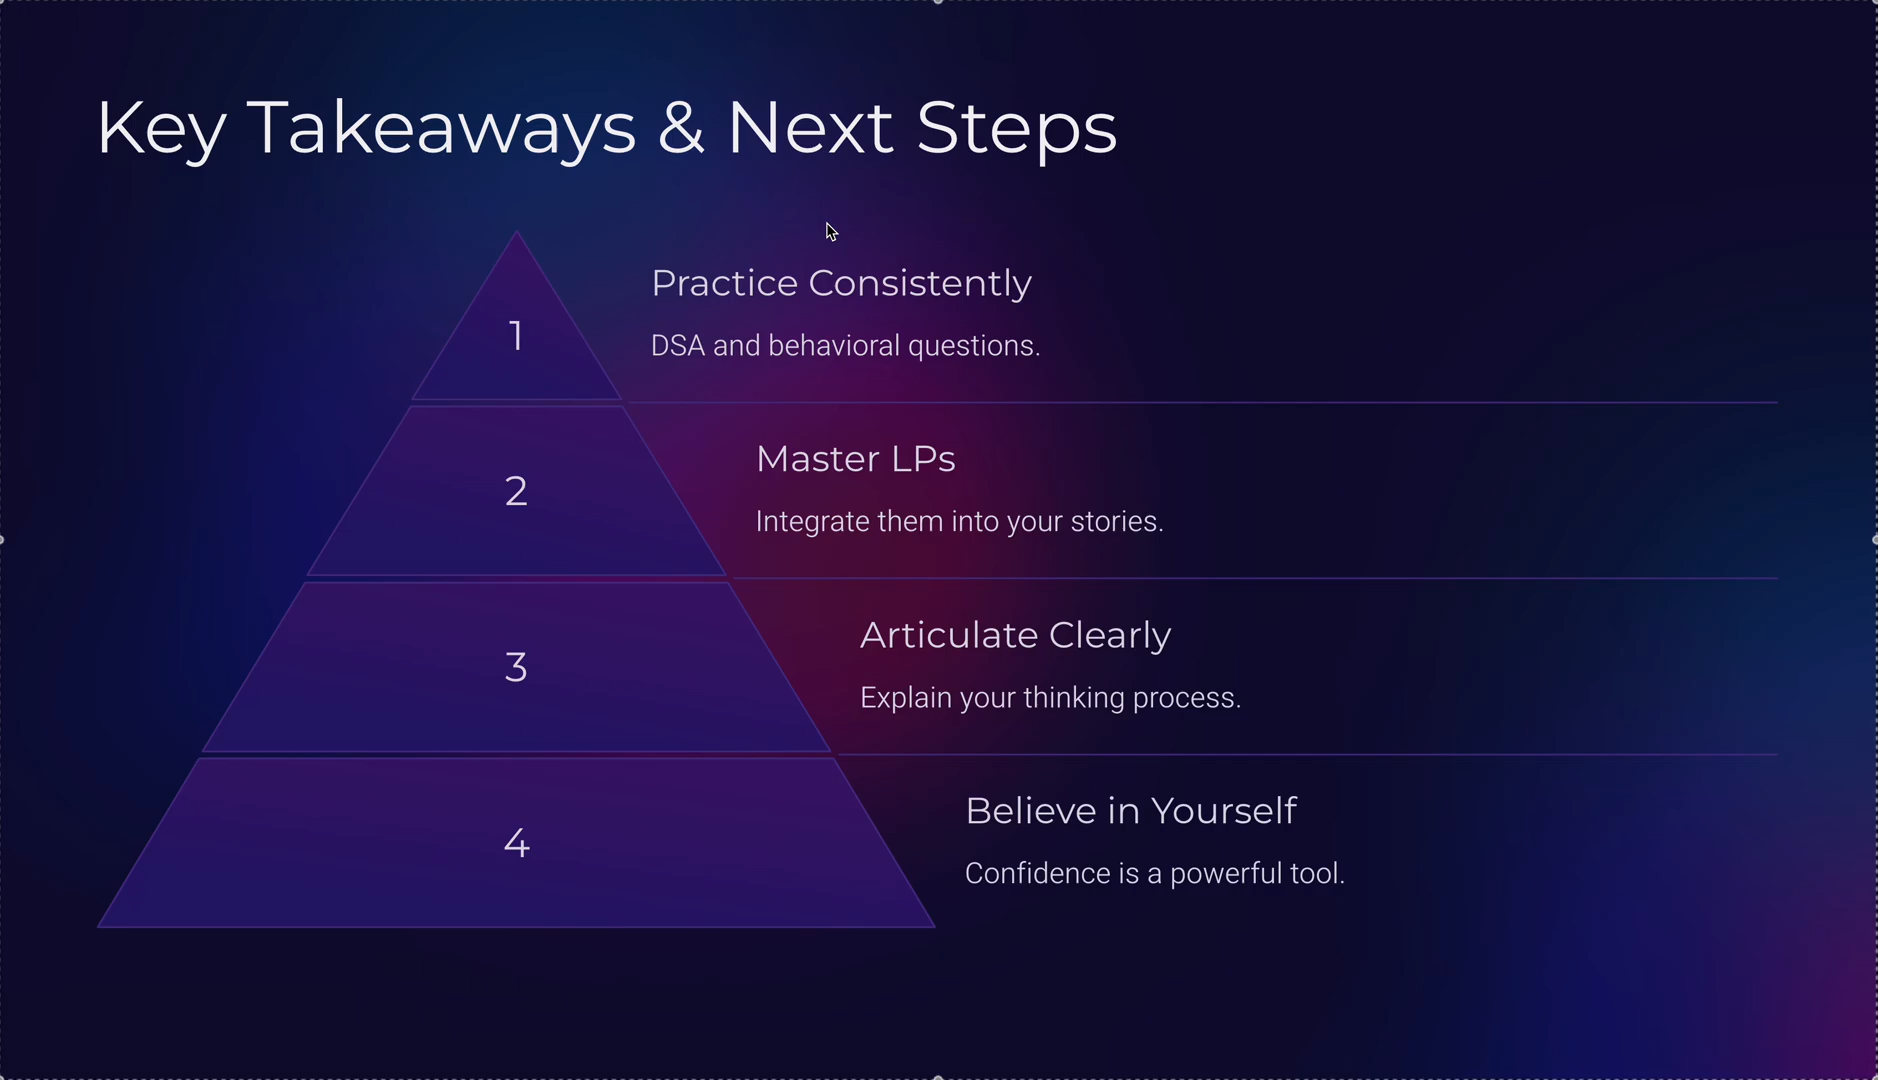 Key Takeaways & Next Steps
1
Practice Consistently
DSA and behavioral questions.
2
Master LPs
Integrate them into your stories.
3
Articulate Clearly
Explain your thinking process.
4
Believe in Yourself
Confidence is a powerful tool.